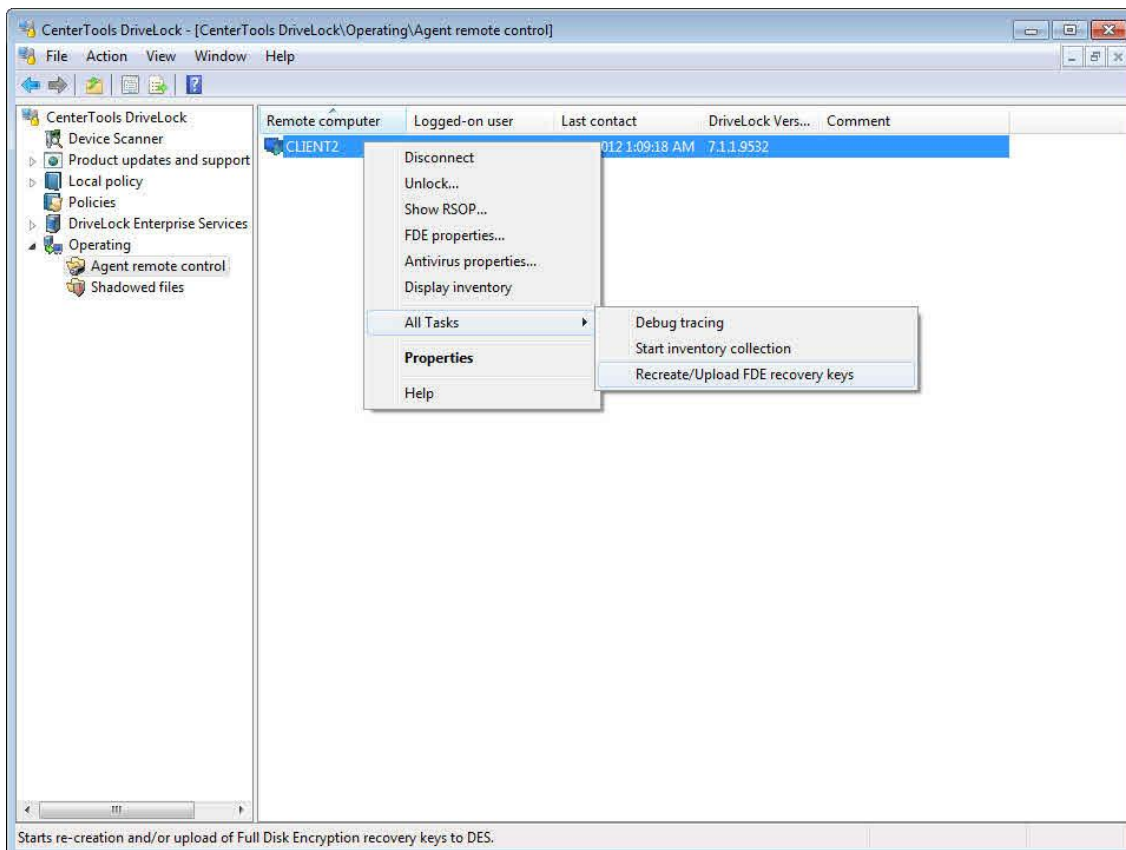 CenterTools DriveLock - [CenterTools DriveLock\Operating\Agent remote control]
File Action View Window Help
CenterTools DriveLock
Device Scanner
Product updates and support
Local policy
Policies
DriveLock Enterprise Services
Operating
Agent remote control
Shadowed files
Remote computer Logged-on user Last contact DriveLock Vers... Comment
CLIENT2 012 1:09:18 AM 7.1.1.9532
Disconnect
Unlock...
Show RSOP...
FDE properties...
Antivirus properties...
Display inventory
All Tasks
Properties
Help
Debug tracing
Start inventory collection
Recreate/Upload FDE recovery keys
Starts re-creation and/or upload of Full Disk Encryption recovery keys to DES.